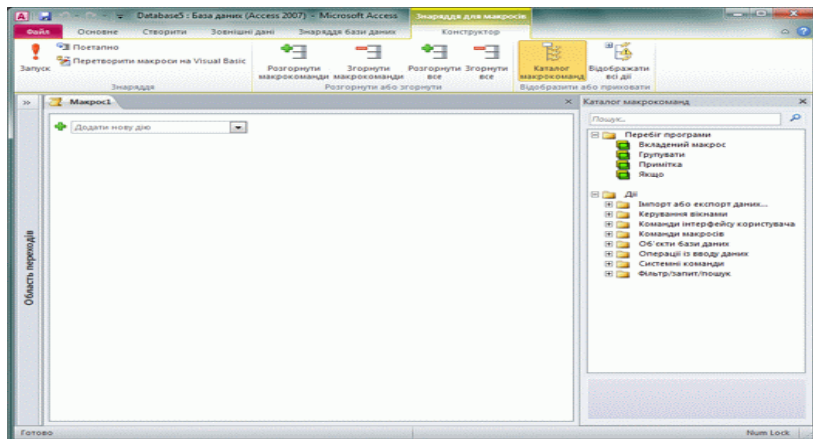 Database5 : База даних (Access 2007) - Microsoft Access
Знаряддя для макросів
Файл
Основне
Створити
Зовнішні дані
Знаряддя бази даних
Конструктор
Запуск
Поетапно
Перетворити макроси на Visual Basic
Знаряддя
Розгорнути макрокоманди
Згорнути макрокоманди
Розгорнути все
Згорнути все
Розгорнути або згорнути
Каталог макрокоманд
Відображати всі дії
Відобразити або приховати
Макрос1
Додати нову дію
Область переходів
Каталог макрокоманд
Пошук...
Перебіг програми
Вкладений макрос
Групувати
Примітка
Якщо
Дії
Імпорт або експорт даних...
Керування вікнами
Команди інтерфейсу користувача
Команди макросів
Об'єкти бази даних
Операції із вводу даних
Системні команди
Фільтр/запит/пошук
Готово
Num Lock